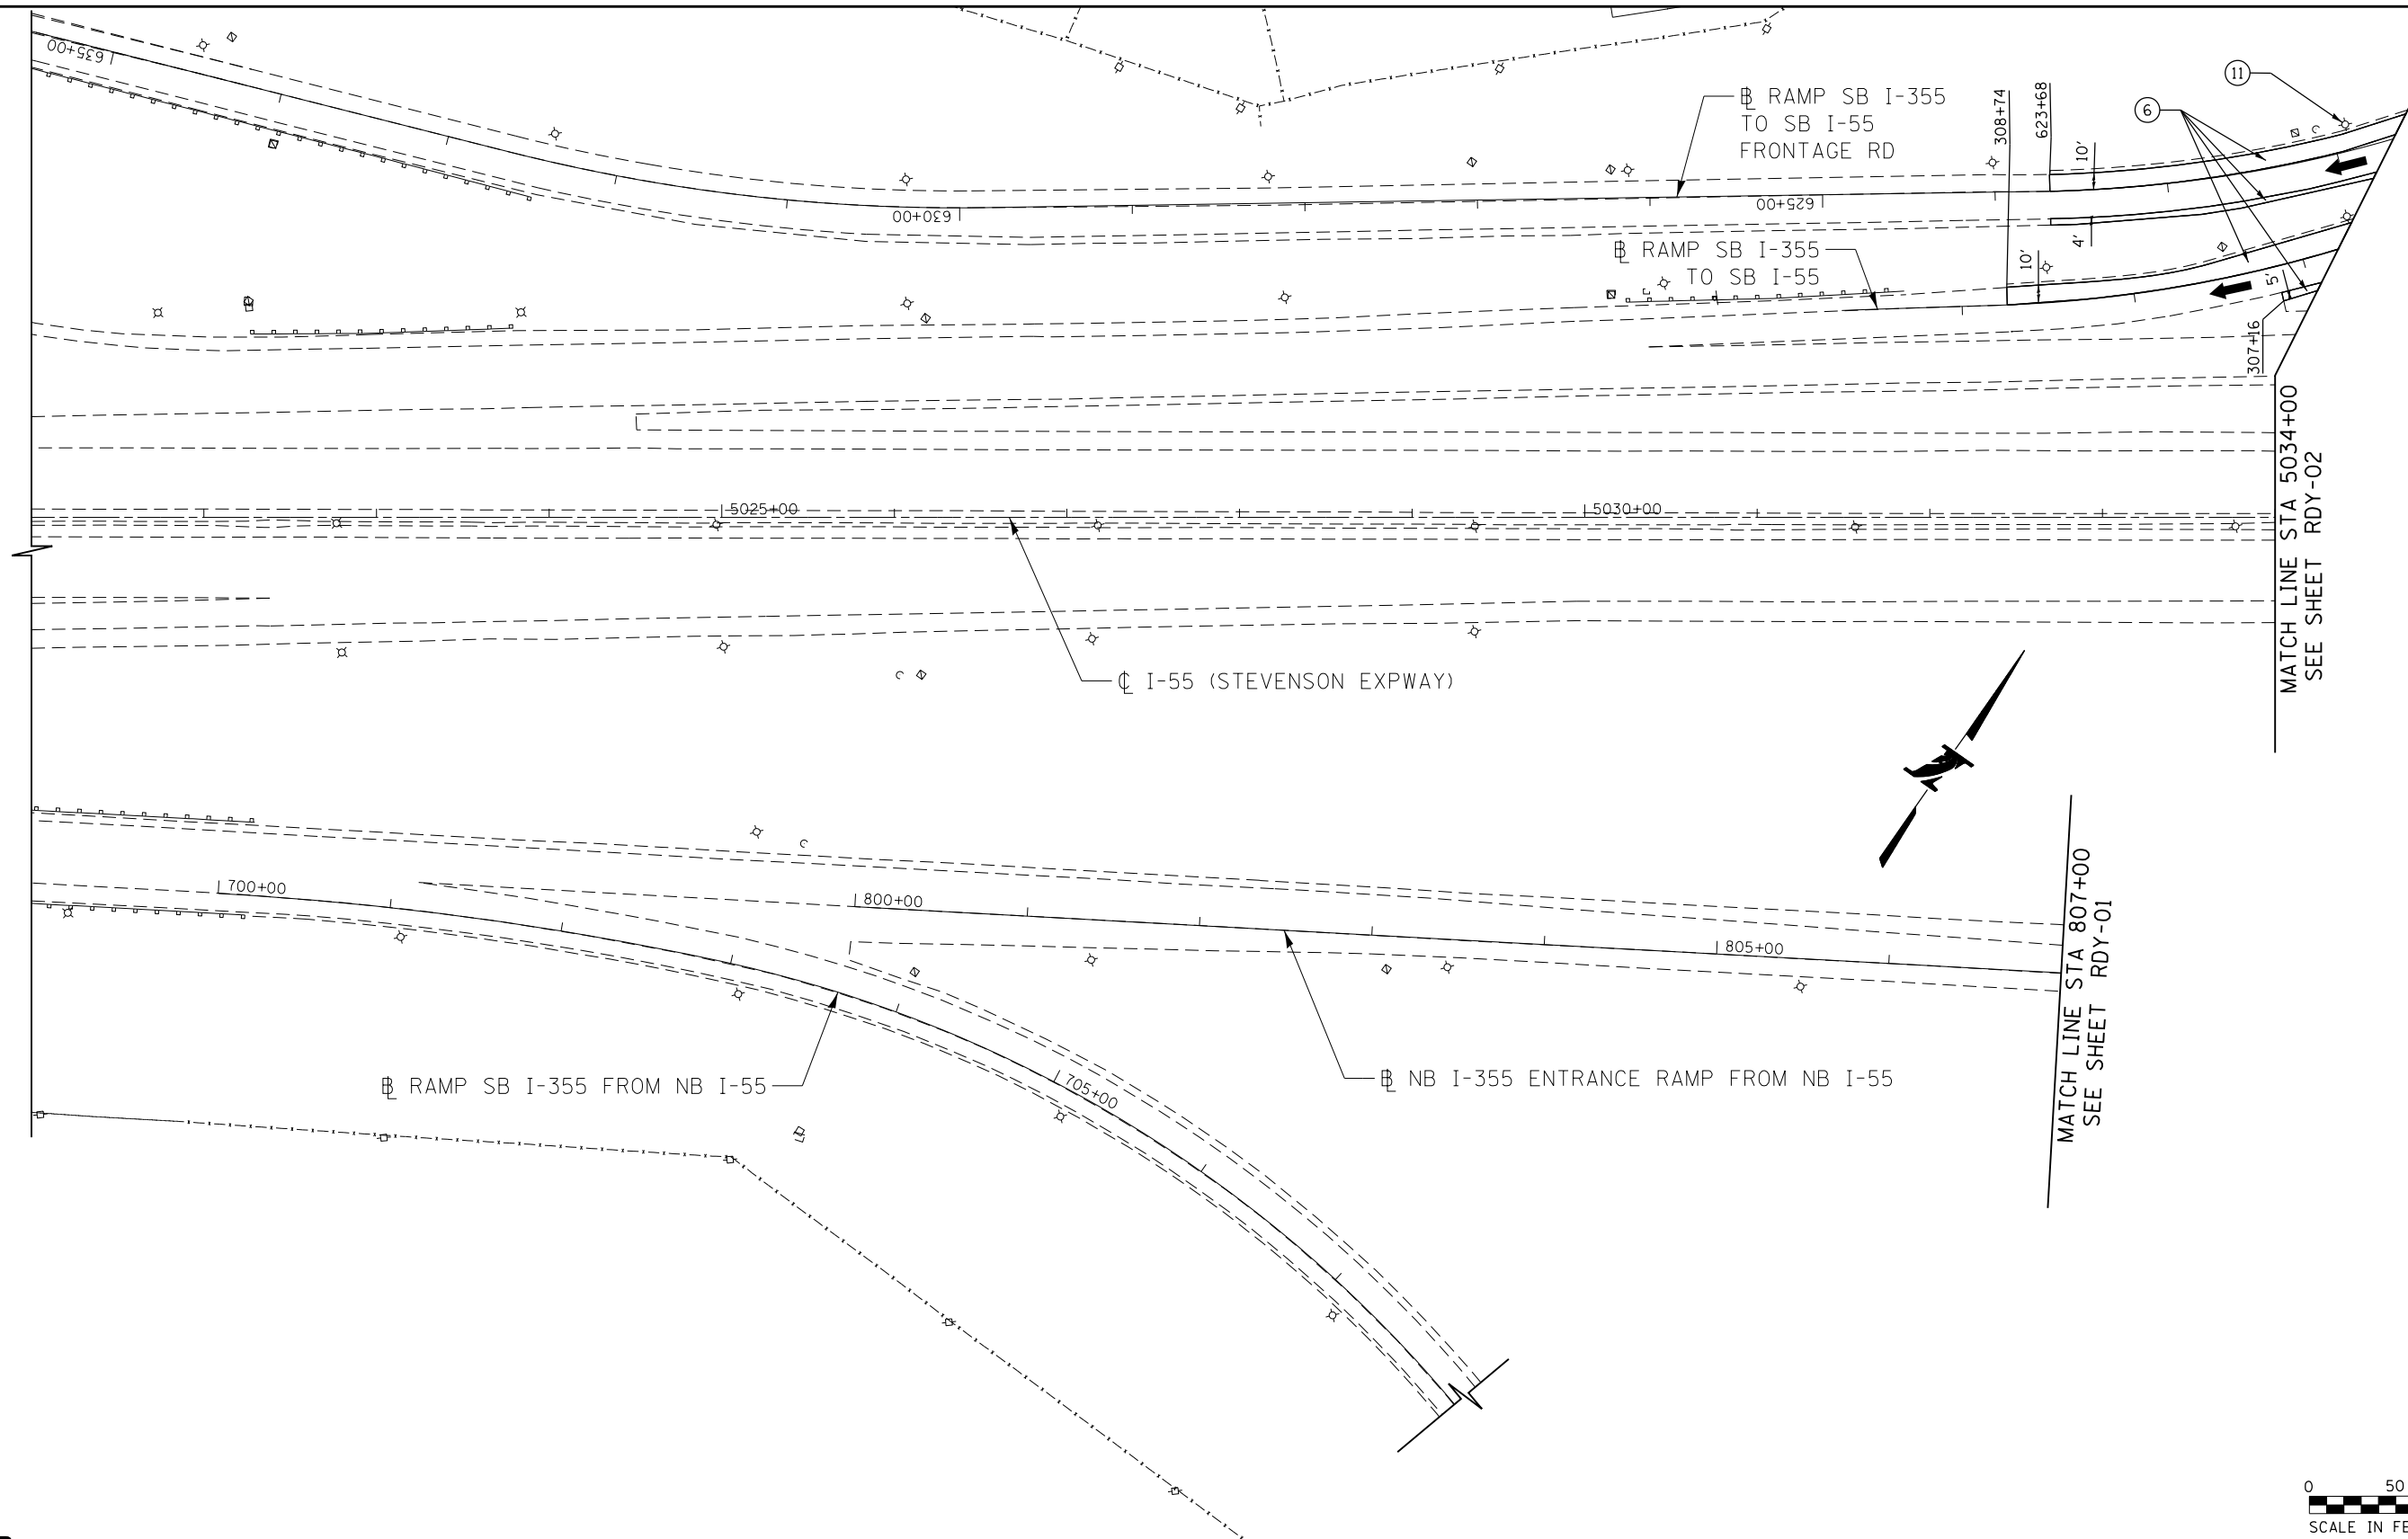 635+00
11
6
308+74
623+68
10'
℄ RAMP SB I-355
TO SB I-55
FRONTAGE RD
630+00
625+00
4'
℄ RAMP SB I-355
TO SB I-55
10'
5'
307+16
MATCH LINE STA 5034+00
SEE SHEET RDY-02
5025+00
5030+00
℄ I-55 (STEVENSON EXPWAY)
700+00
800+00
805+00
MATCH LINE STA 807+00
SEE SHEET RDY-01
℄ RAMP SB I-355 FROM NB I-55
705+00
℄ NB I-355 ENTRANCE RAMP FROM NB I-55
0 50
SCALE IN FE